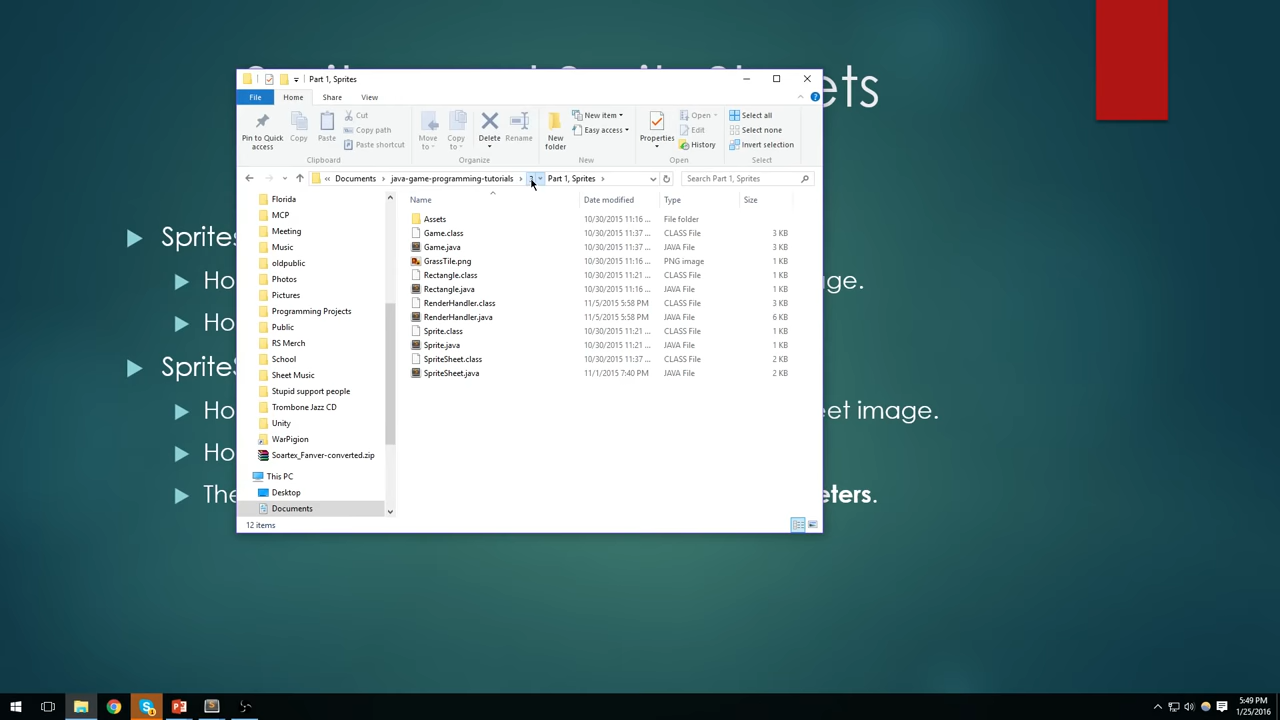 ets
Part 1, Sprites
File Home Share View
Pin to Quick access
Copy
Paste
Cut
Copy path
Paste shortcut
Move to
Copy to
Delete
Rename
New folder
New item
Easy access
Properties
Open
Edit
History
Select all
Select none
Invert selection
Clipboard Organize New Open Select
« Documents java-game-programming-tutorials Part 1, Sprites Search Part 1, Sprites
Name Date modified Type Size
Florida
MCP
Meeting
Music
oldpublic
Photos
Pictures
Programming Projects
Public
RS Merch
School
Sheet Music
Stupid support people
Trombone Jazz CD
Unity
WarPigion
Soartex_Fanver-converted.zip
This PC
Desktop
Documents
Assets 10/30/2015 11:16 ... File folder
Game.class 10/30/2015 11:37 ... CLASS File 3 KB
Game.java 10/30/2015 11:37 ... JAVA File 3 KB
GrassTile.png 10/30/2015 11:16 ... PNG image 1 KB
Rectangle.class 10/30/2015 11:21 ... CLASS File 1 KB
Rectangle.java 10/30/2015 11:16 ... JAVA File 1 KB
RenderHandler.class 11/5/2015 5:58 PM CLASS File 3 KB
RenderHandler.java 11/5/2015 5:58 PM JAVA File 6 KB
Sprite.class 10/30/2015 11:21 ... CLASS File 1 KB
Sprite.java 10/30/2015 11:21 ... JAVA File 1 KB
SpriteSheet.class 10/30/2015 11:37 ... CLASS File 2 KB
SpriteSheet.java 11/1/2015 7:40 PM JAVA File 2 KB
12 items
Sprites
Ho age.
Ho
SpriteS
Ho eet image.
Ho
The eters.
5:49 PM
1/25/2016